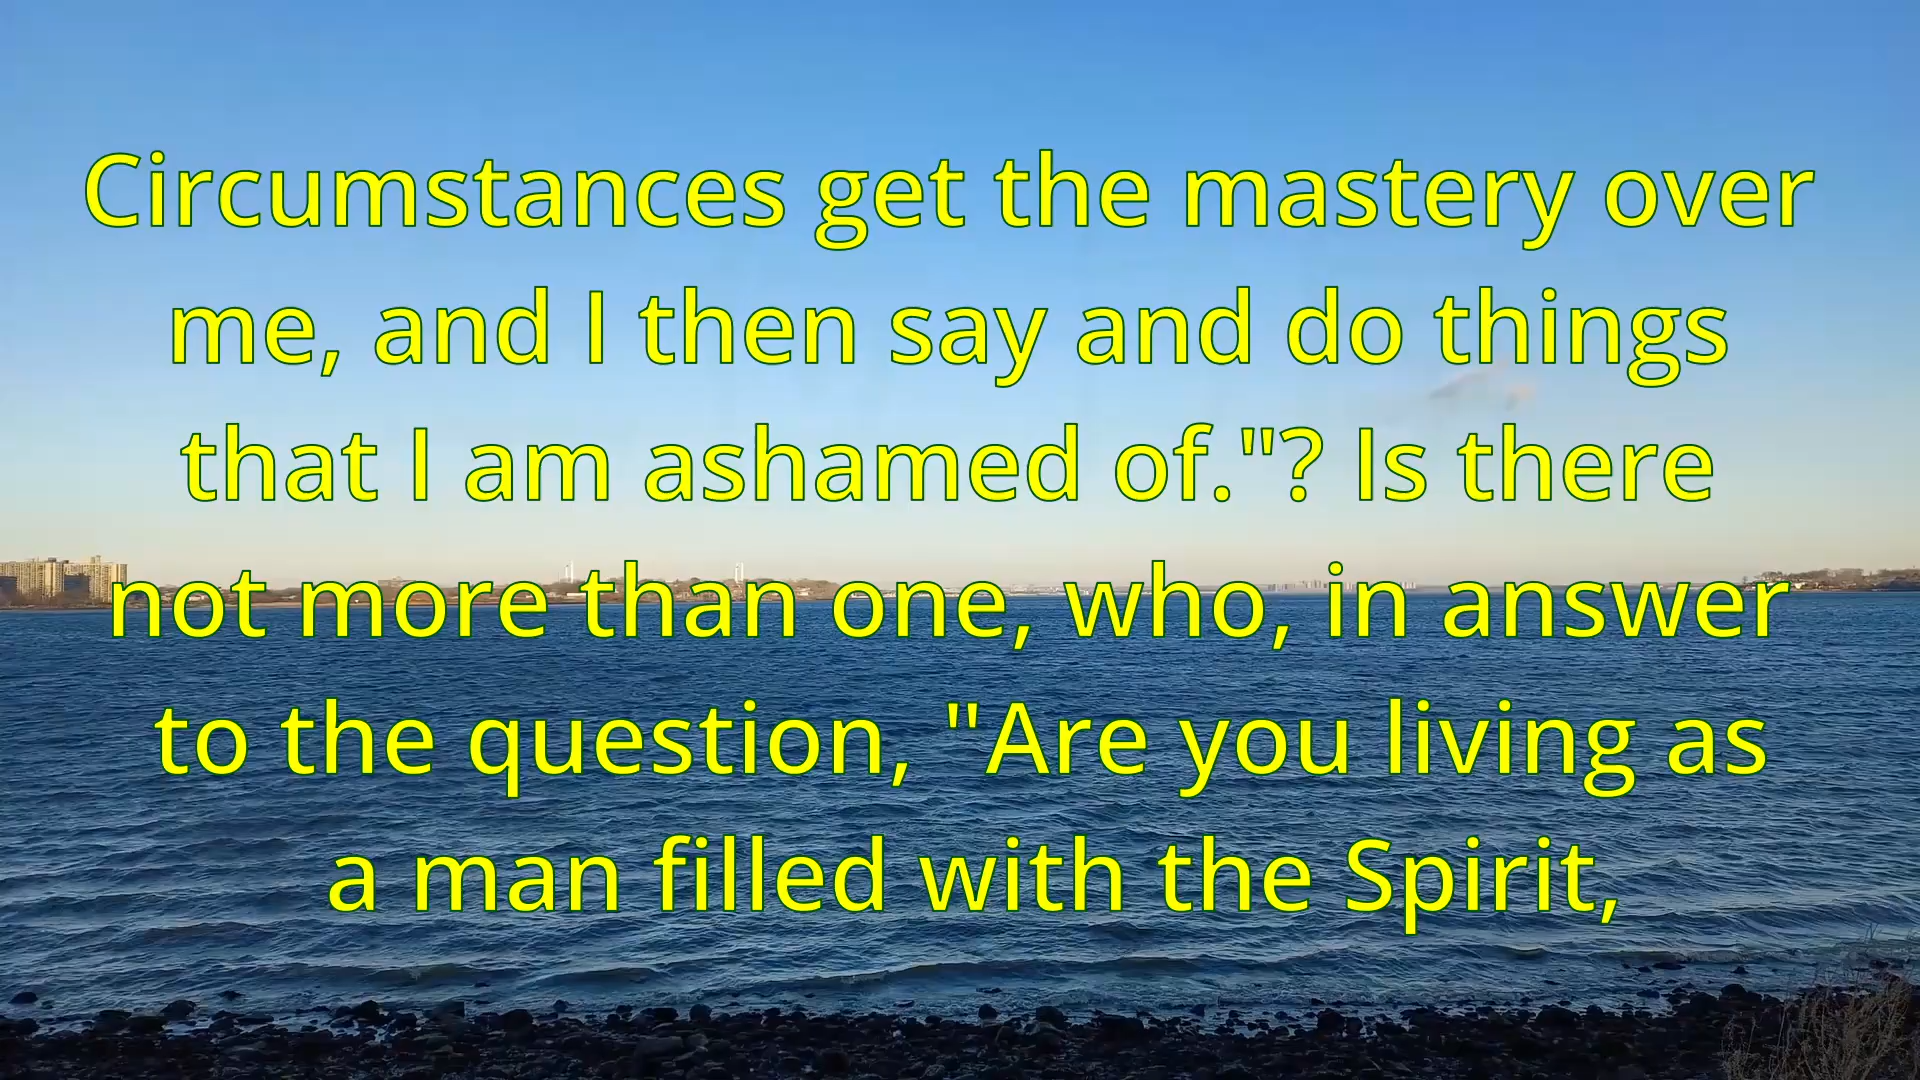 Circumstances get the mastery over
me, and I then say and do things
that I am ashamed of."? Is there
not more than one, who, in answer
to the question, "Are you living as
a man filled with the Spirit,